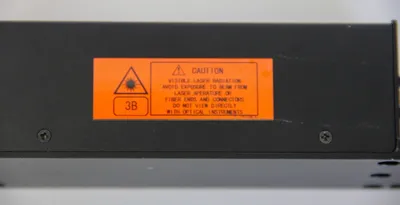 CAUTION
VISIBLE LASER RADIATION
AVOID EXPOSURE TO BEAM FROM
LASER APERTURE OR
FIBER ENDS AND CONNECTORS
DO NOT VIEW DIRECTLY
WITH OPTICAL INSTRUMENTS
3B